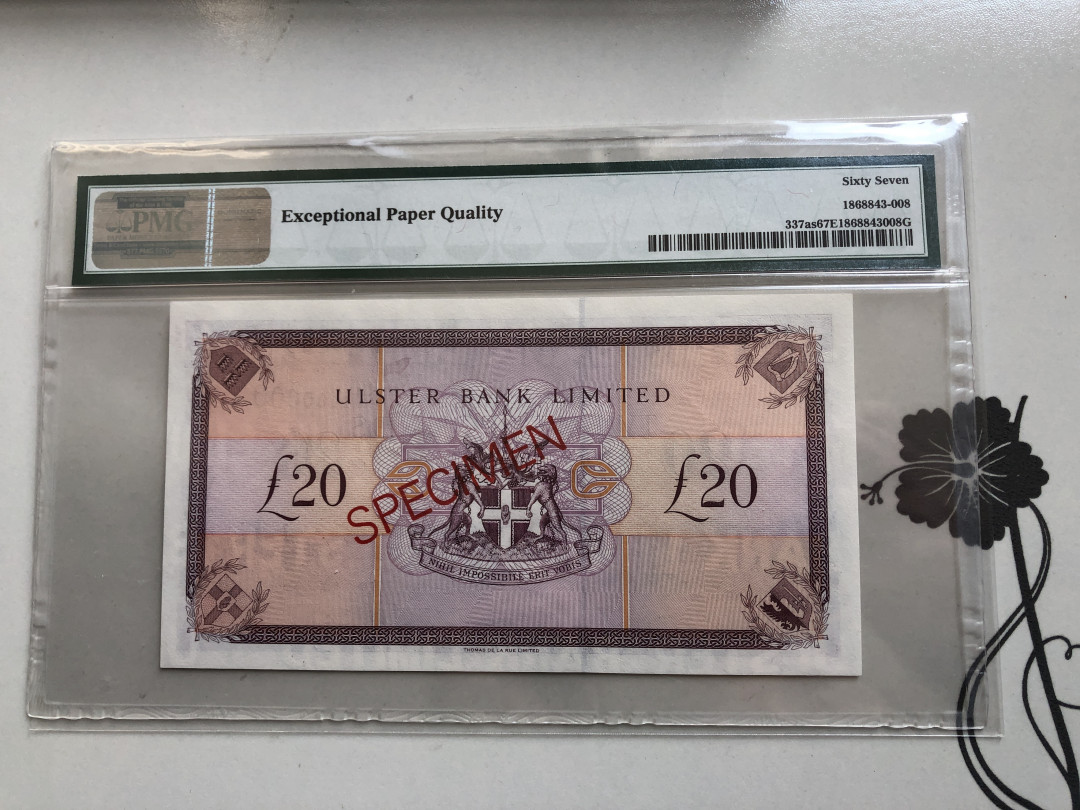 PMG
Exceptional Paper Quality
Sixty Seven
1868843-008
337as67E1868843008G
ULSTER BANK LIMITED
£20
SPECIMEN
£20
NIHIL IMPOSSIBILE ERIT VOBIS
THOMAS DE LA RUE LIMITED